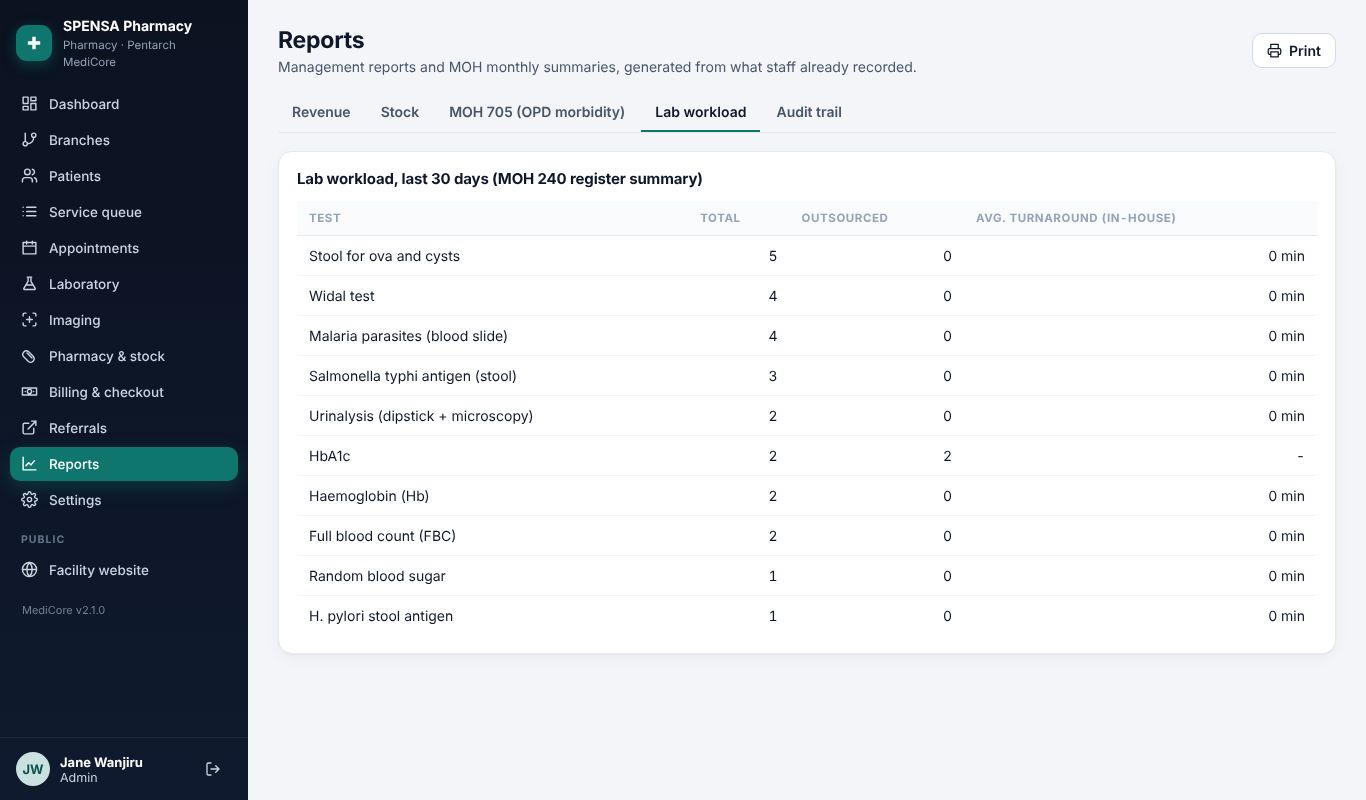 SPENSA Pharmacy
Pharmacy · Pentarch
MediCore
Dashboard
Branches
Patients
Service queue
Appointments
Laboratory
Imaging
Pharmacy & stock
Billing & checkout
Referrals
Reports
Settings
PUBLIC
Facility website
MediCore v2.1.0
JW
Jane Wanjiru
Admin
Reports
Management reports and MOH monthly summaries, generated from what staff already recorded.
Print
Revenue Stock MOH 705 (OPD morbidity) Lab workload Audit trail
Lab workload, last 30 days (MOH 240 register summary)
TEST TOTAL OUTSOURCED AVG. TURNAROUND (IN-HOUSE)
Stool for ova and cysts 5 0 0 min
Widal test 4 0 0 min
Malaria parasites (blood slide) 4 0 0 min
Salmonella typhi antigen (stool) 3 0 0 min
Urinalysis (dipstick + microscopy) 2 0 0 min
HbA1c 2 2 -
Haemoglobin (Hb) 2 0 0 min
Full blood count (FBC) 2 0 0 min
Random blood sugar 1 0 0 min
H. pylori stool antigen 1 0 0 min